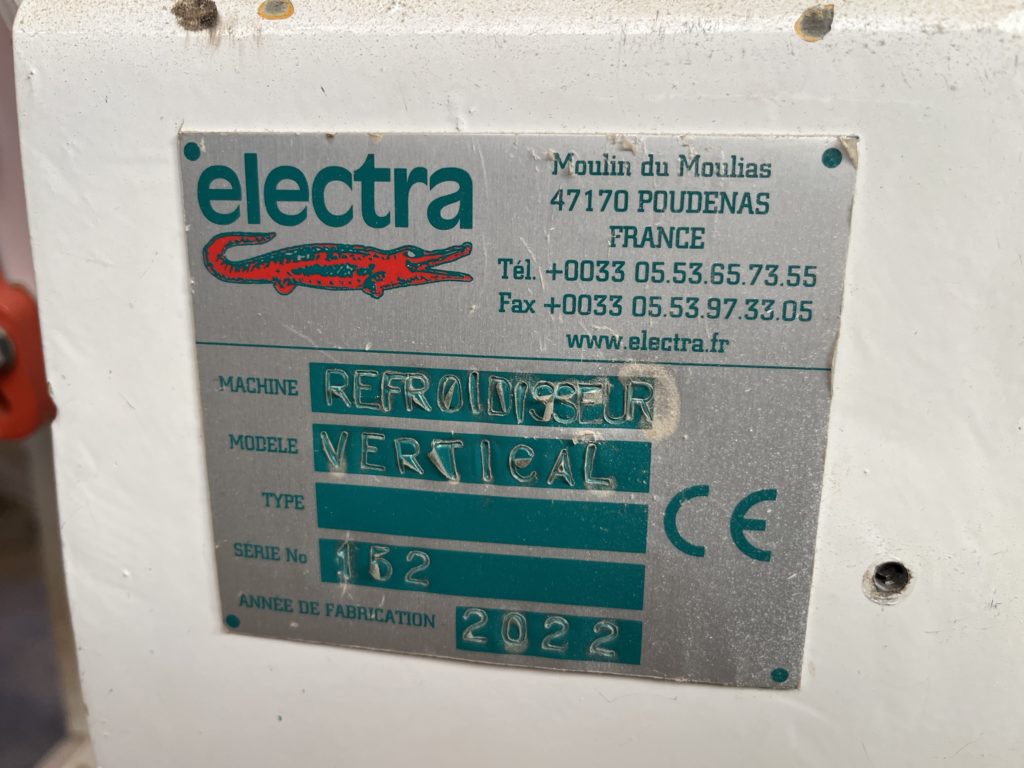 electra
Moulin du Moulias
47170 POUDENAS
FRANCE
Tél. +0033 05.53.65.73.55
Fax +0033 05.53.97.33.05
www.electra.fr
MACHINE REFROIDISSEUR
MODELE VERTICAL
TYPE
SÉRIE No 152
ANNÉE DE FABRICATION 2022
CE